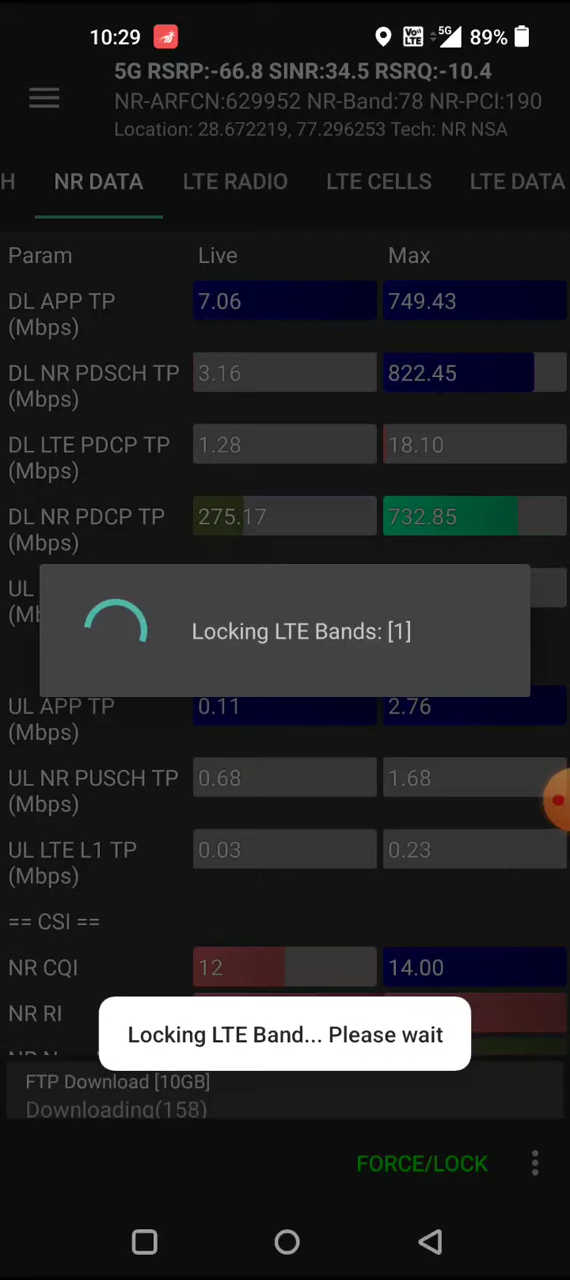 10:29 VoLTE 5G 89%
5G RSRP:-66.8 SINR:34.5 RSRQ:-10.4
NR-ARFCN:629952 NR-Band:78 NR-PCI:190
Location: 28.672219, 77.296253 Tech: NR NSA
H NR DATA LTE RADIO LTE CELLS LTE DATA
Param Live Max
DL APP TP 7.06 749.43
(Mbps)
DL NR PDSCH TP 3.16 822.45
(Mbps)
DL LTE PDCP TP 1.28 18.10
(Mbps)
DL NR PDCP TP 275.17 732.85
(Mbps)
UL
Locking LTE Bands: [1]
UL APP TP 0.11 2.76
(Mbps)
UL NR PUSCH TP 0.68 1.68
(Mbps)
UL LTE L1 TP 0.03 0.23
(Mbps)
== CSI ==
NR CQI 12 14.00
NR RI
Locking LTE Band... Please wait
FTP Download [10GB]
Downloading(158)
FORCE/LOCK